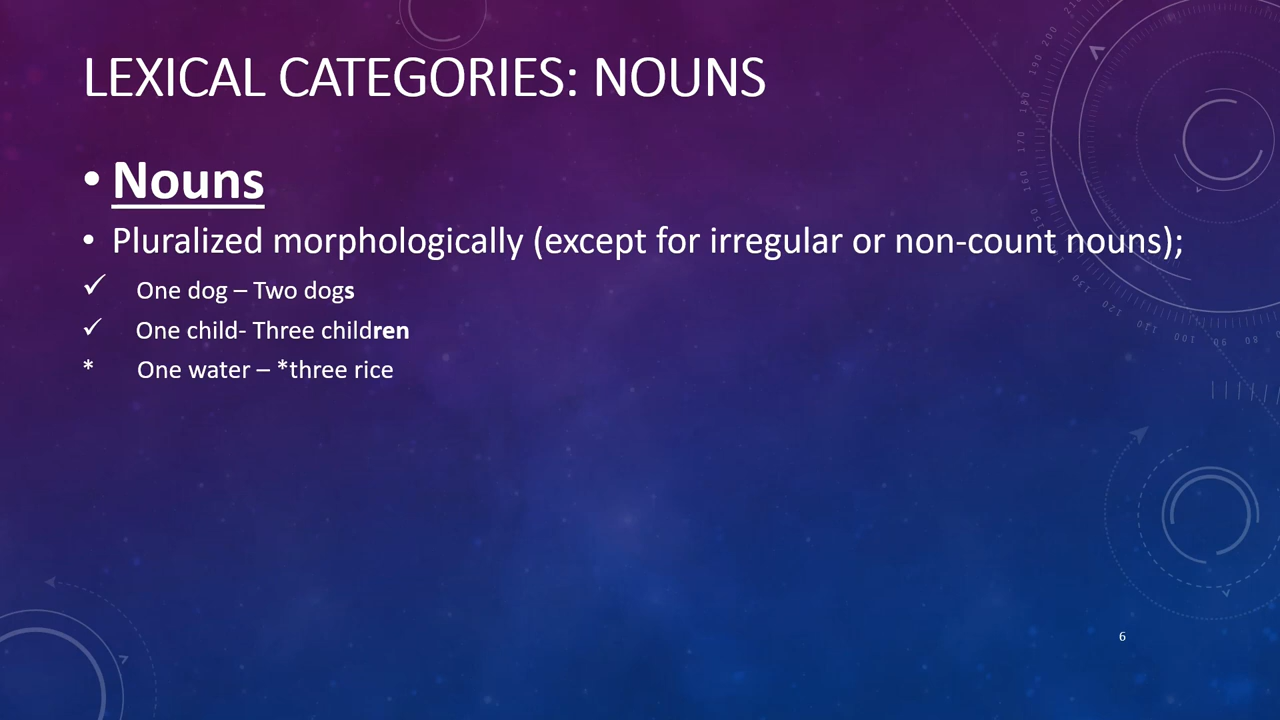 LEXICAL CATEGORIES: NOUNS
• Nouns
• Pluralized morphologically (except for irregular or non-count nouns);
✓ One dog – Two dogs
✓ One child- Three children
* One water – *three rice
6